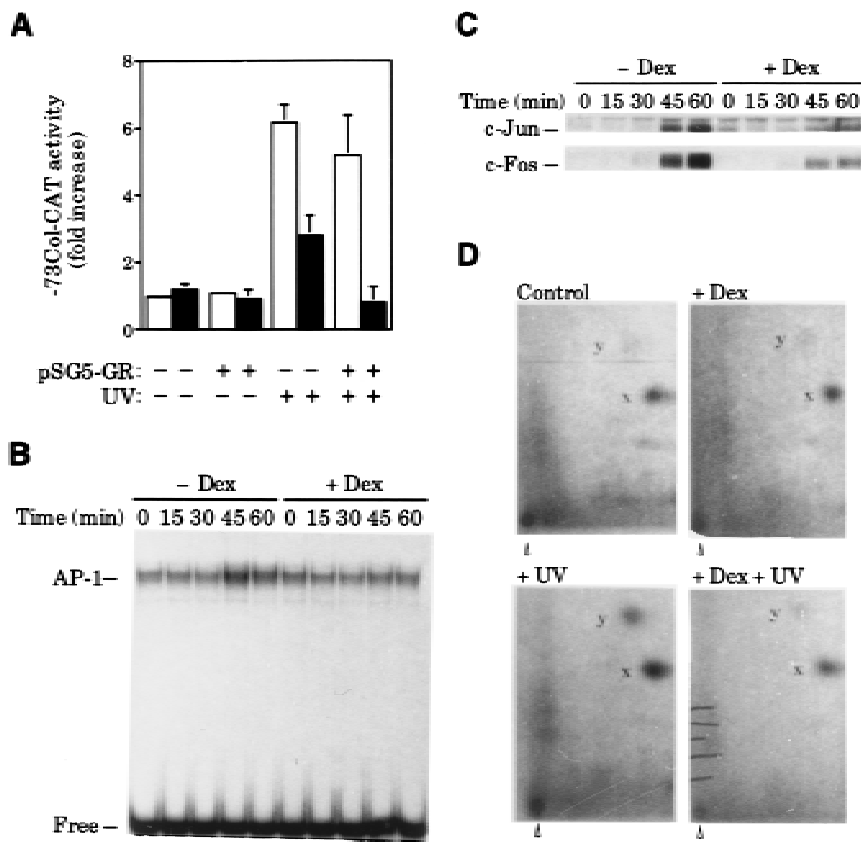 A
8
6
4
2
0
-73Col-CAT activity
(fold increase)
pSG5-GR: – – + + – – + +
UV: – – – – + + + +
B
– Dex + Dex
Time (min) 0 15 30 45 60 0 15 30 45 60
AP-1–
Free–
C
– Dex + Dex
Time (min) 0 15 30 45 60 0 15 30 45 60
c-Jun–
c-Fos–
D
Control + Dex
y y
x x
+ UV + Dex + UV
y y
x x